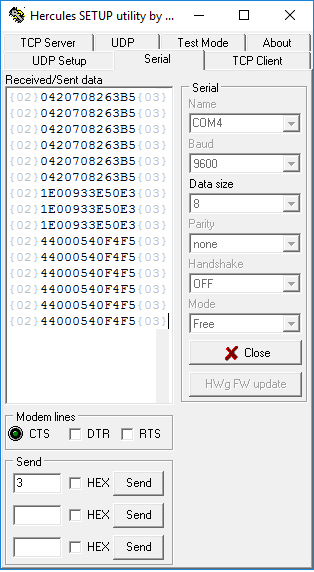 Hercules SETUP utility by ...
TCP Server UDP Test Mode About
UDP Setup Serial TCP Client
Received/Sent data
{02}0420708263B5{03}
{02}0420708263B5{03}
{02}0420708263B5{03}
{02}0420708263B5{03}
{02}0420708263B5{03}
{02}0420708263B5{03}
{02}1E00933E50E3{03}
{02}1E00933E50E3{03}
{02}1E00933E50E3{03}
{02}44000540F4F5{03}
{02}44000540F4F5{03}
{02}44000540F4F5{03}
{02}44000540F4F5{03}
{02}44000540F4F5{03}
{02}44000540F4F5{03}
Serial
Name
COM4
Baud
9600
Data size
8
Parity
none
Handshake
OFF
Mode
Free
Close
HWg FW update
Modem lines
CTS DTR RTS
Send
3 HEX Send
HEX Send
HEX Send